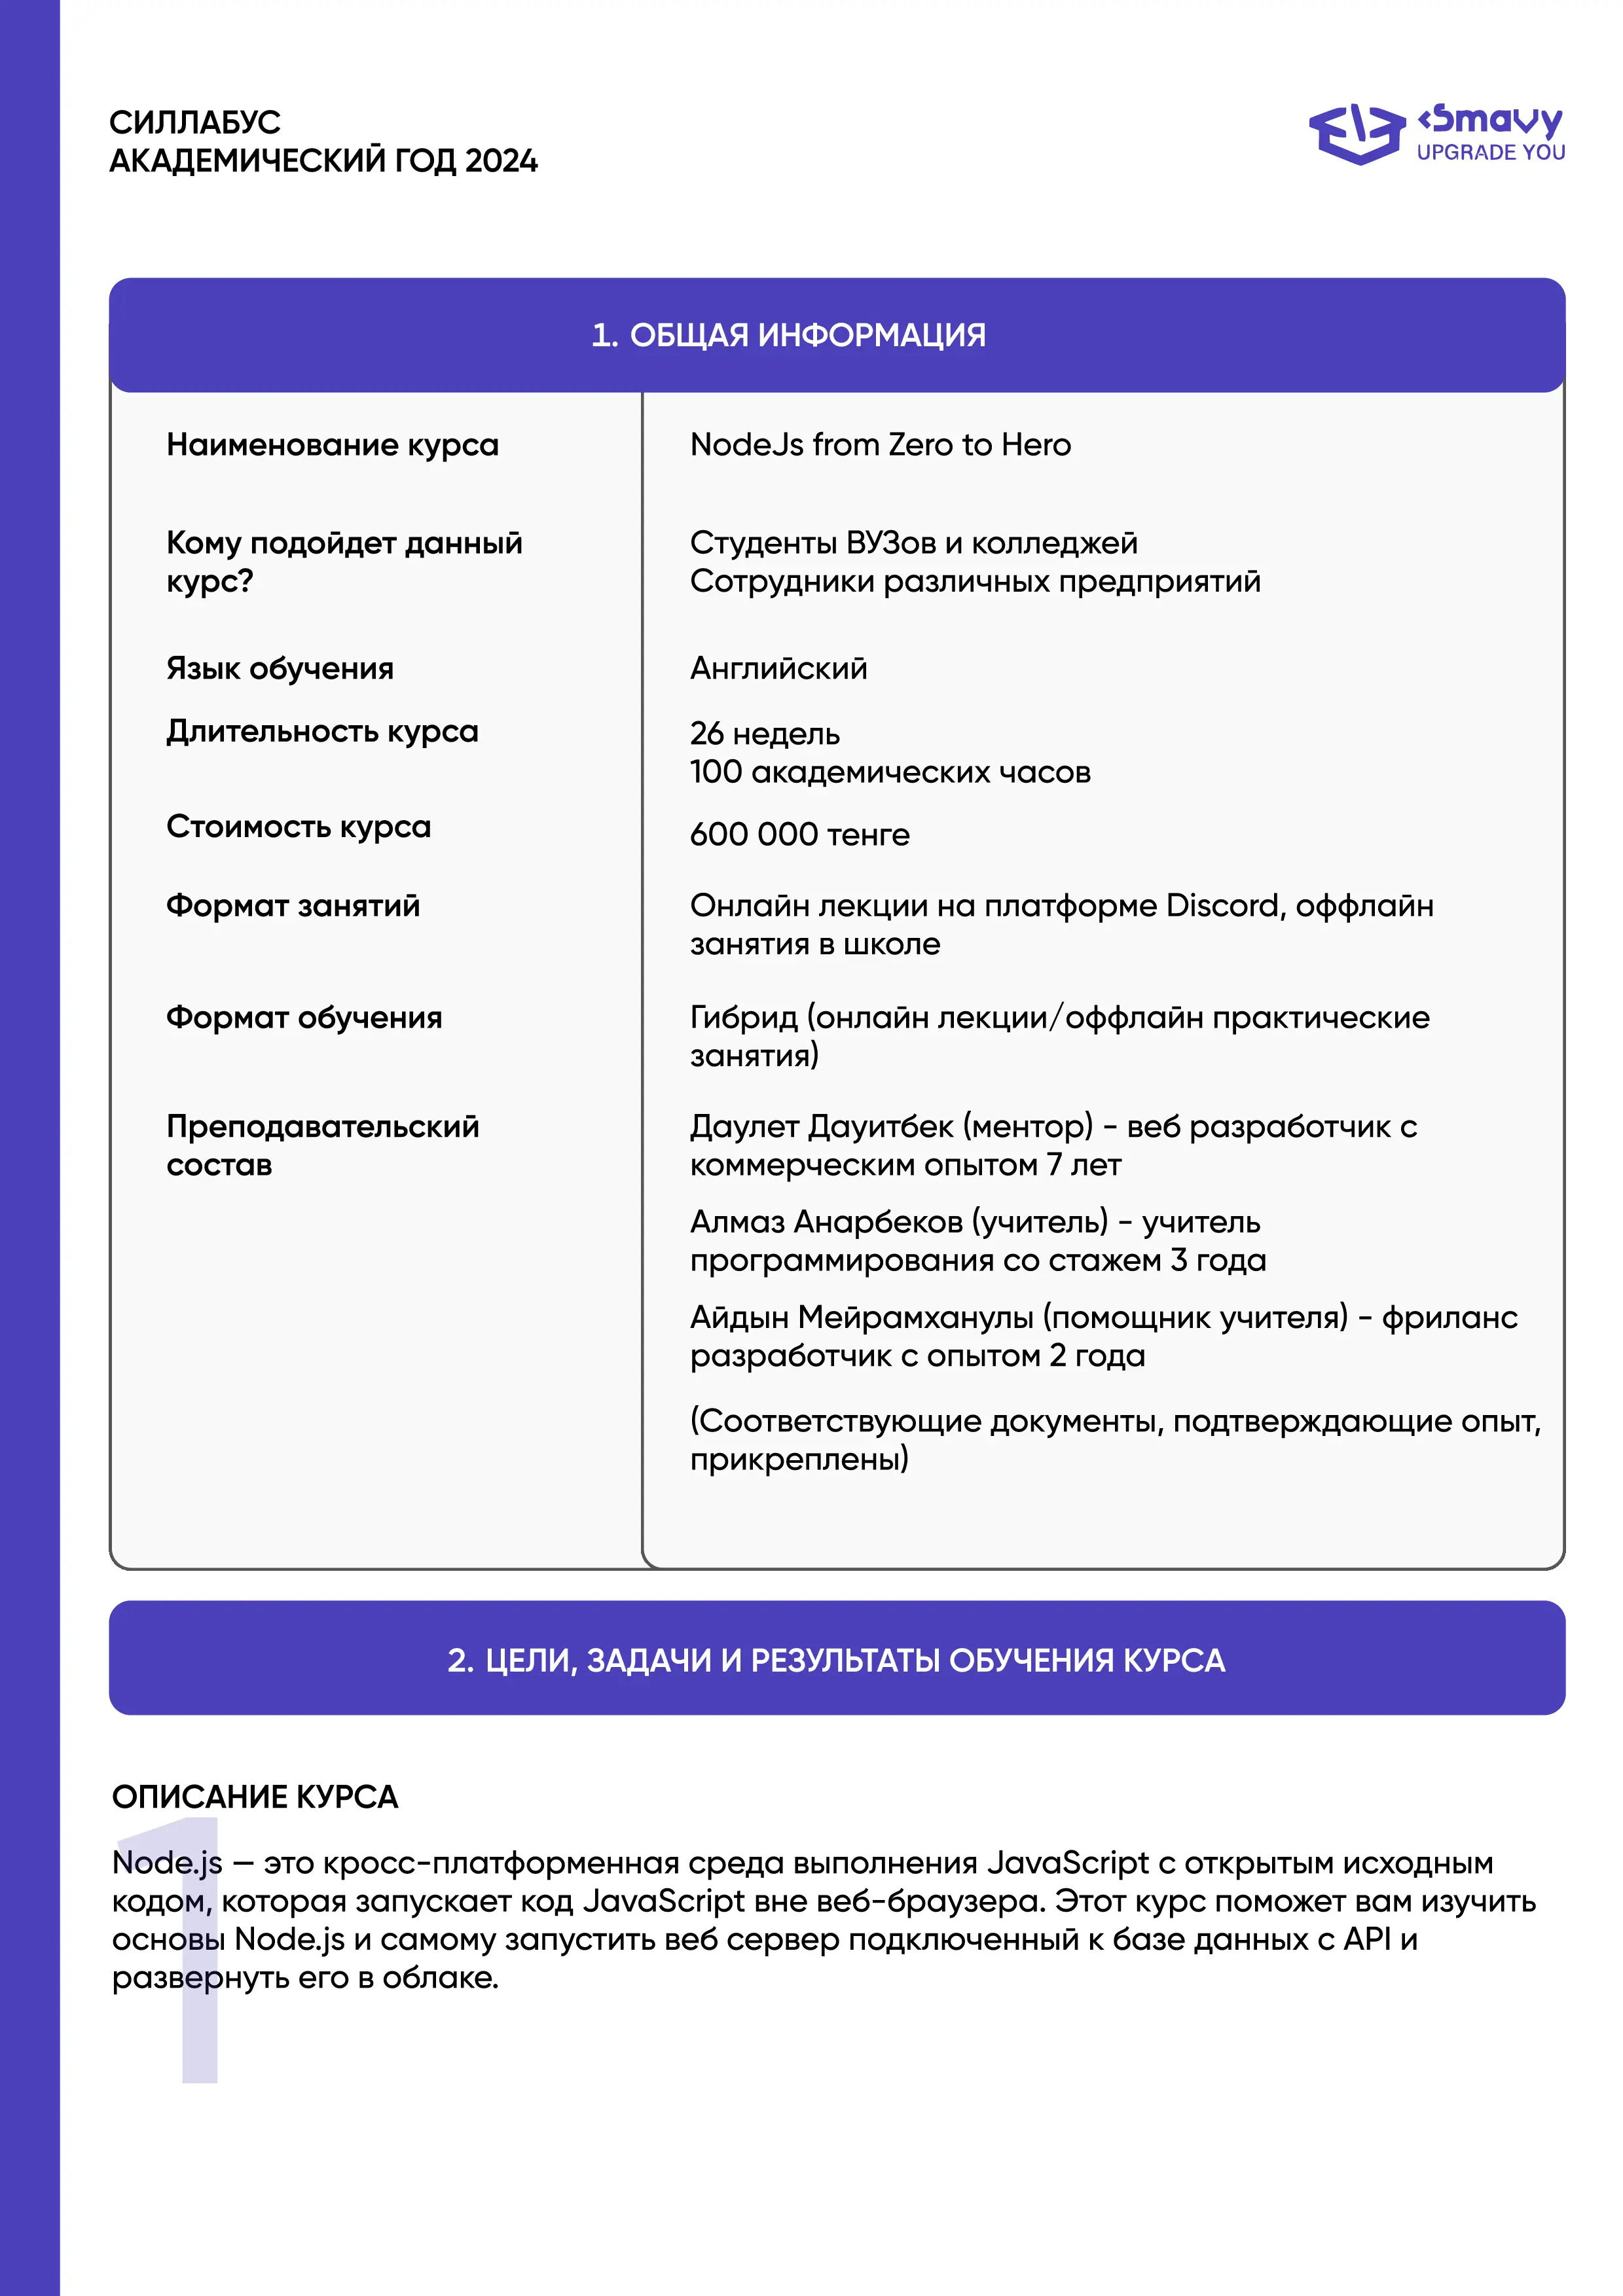 СИЛЛАБУС
АКАДЕМИЧЕСКИЙ ГОД 2024
<Smavy
UPGRADE YOU
1. ОБЩАЯ ИНФОРМАЦИЯ
Наименование курса
NodeJs from Zero to Hero
Кому подойдет данный
курс?
Студенты ВУЗов и колледжей
Сотрудники различных предприятий
Язык обучения
Английский
Длительность курса
26 недель
100 академических часов
Стоимость курса
600 000 тенге
Формат занятий
Онлайн лекции на платформе Discord, оффлайн
занятия в школе
Формат обучения
Гибрид (онлайн лекции/оффлайн практические
занятия)
Преподавательский
состав
Даулет Дауитбек (ментор) - веб разработчик с
коммерческим опытом 7 лет
Алмаз Анарбеков (учитель) - учитель
программирования со стажем 3 года
Айдын Мейрамханулы (помощник учителя) - фриланс
разработчик с опытом 2 года
(Соответствующие документы, подтверждающие опыт,
прикреплены)
2. ЦЕЛИ, ЗАДАЧИ И РЕЗУЛЬТАТЫ ОБУЧЕНИЯ КУРСА
ОПИСАНИЕ КУРСА
Node.js — это кросс-платформенная среда выполнения JavaScript с открытым исходным
кодом, которая запускает код JavaScript вне веб-браузера. Этот курс поможет вам изучить
основы Node.js и самому запустить веб сервер подключенный к базе данных с API и
развернуть его в облаке.
1